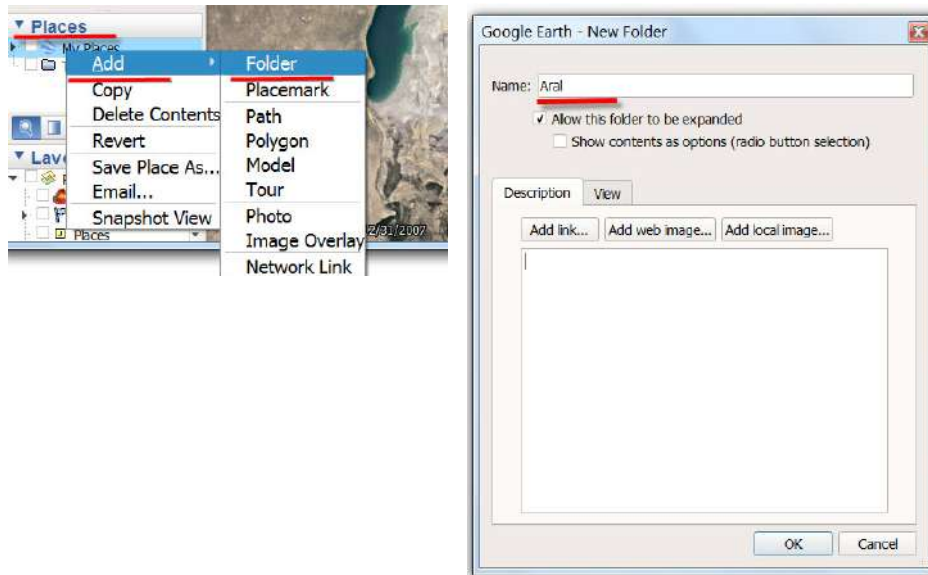 Places
My Places
Add
Copy
Delete Contents
Revert
Save Place As...
Email...
Snapshot View
Places
Folder
Placemark
Path
Polygon
Model
Tour
Photo
Image Overlay
Network Link
/31/2007
Google Earth - New Folder
Name: Aral
Allow this folder to be expanded
Show contents as options (radio button selection)
Description View
Add link... Add web image... Add local image...
OK Cancel